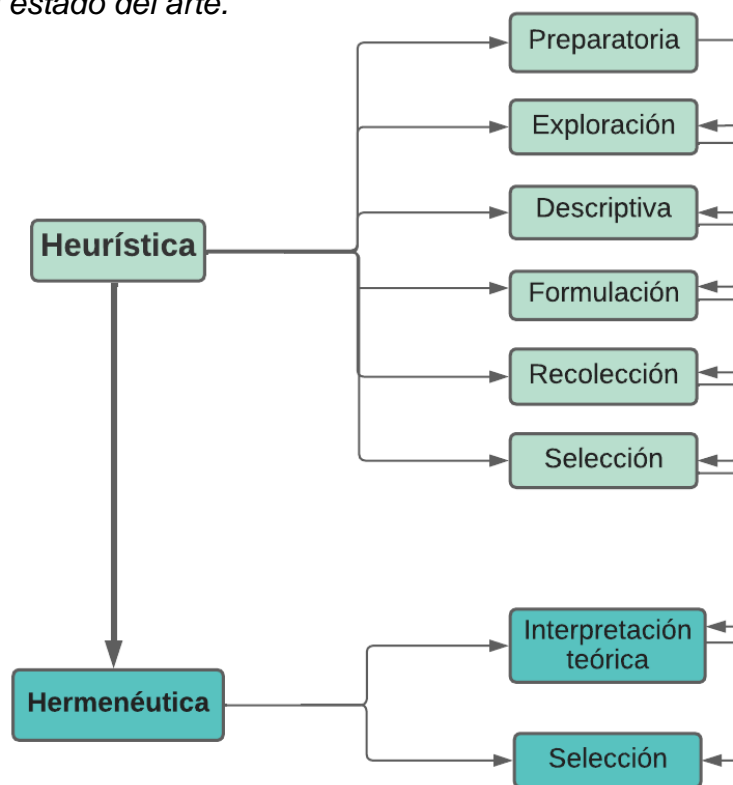 estado del arte.
Preparatoria
Exploración
Descriptiva
Heurística
Formulación
Recolección
Selección
Interpretación
teórica
Hermenéutica
Selección